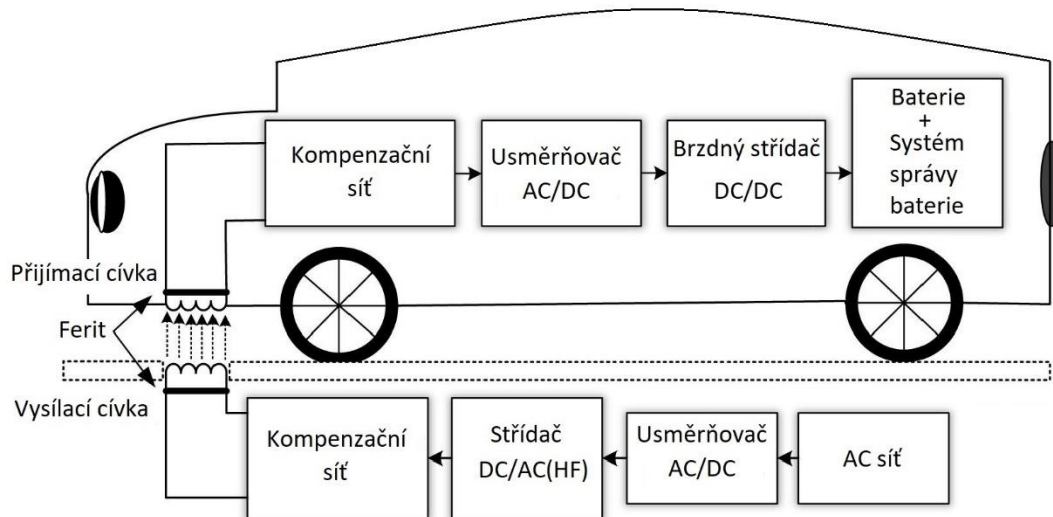 Kompenzační
síť
Usměrňovač
AC/DC
Brzdný střídač
DC/DC
Baterie
+
Systém
správy
baterie
Přijímací cívka
Ferit
Vysílací cívka
Kompenzační
síť
Střídač
DC/AC(HF)
Usměrňovač
AC/DC
AC síť